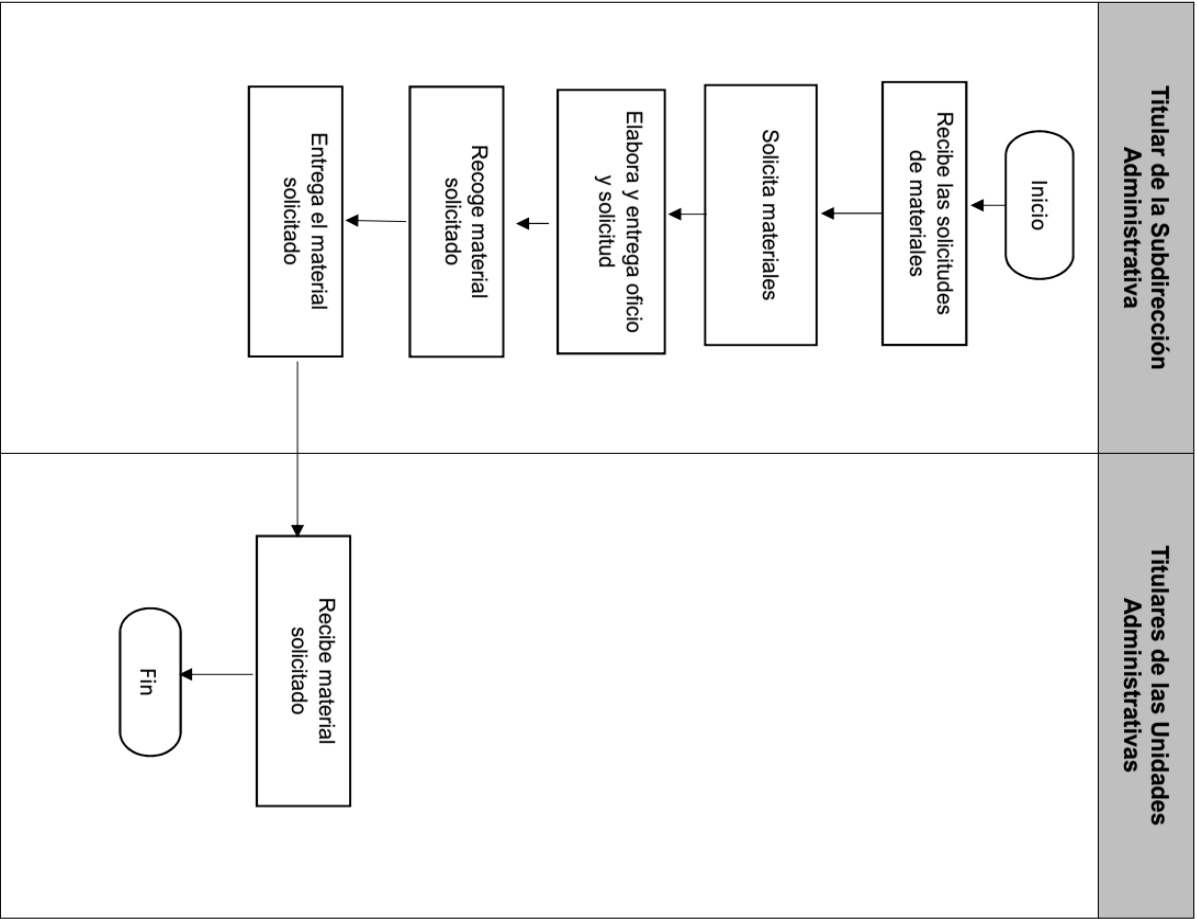 Titular de la Subdirección
Administrativa
Titulares de las Unidades
Administrativas
Inicio
Recibe las solicitudes
de materiales
Solicita materiales
Elabora y entrega oficio
y solicitud
Recoge material
solicitado
Entrega el material
solicitado
Recibe material
solicitado
Fin